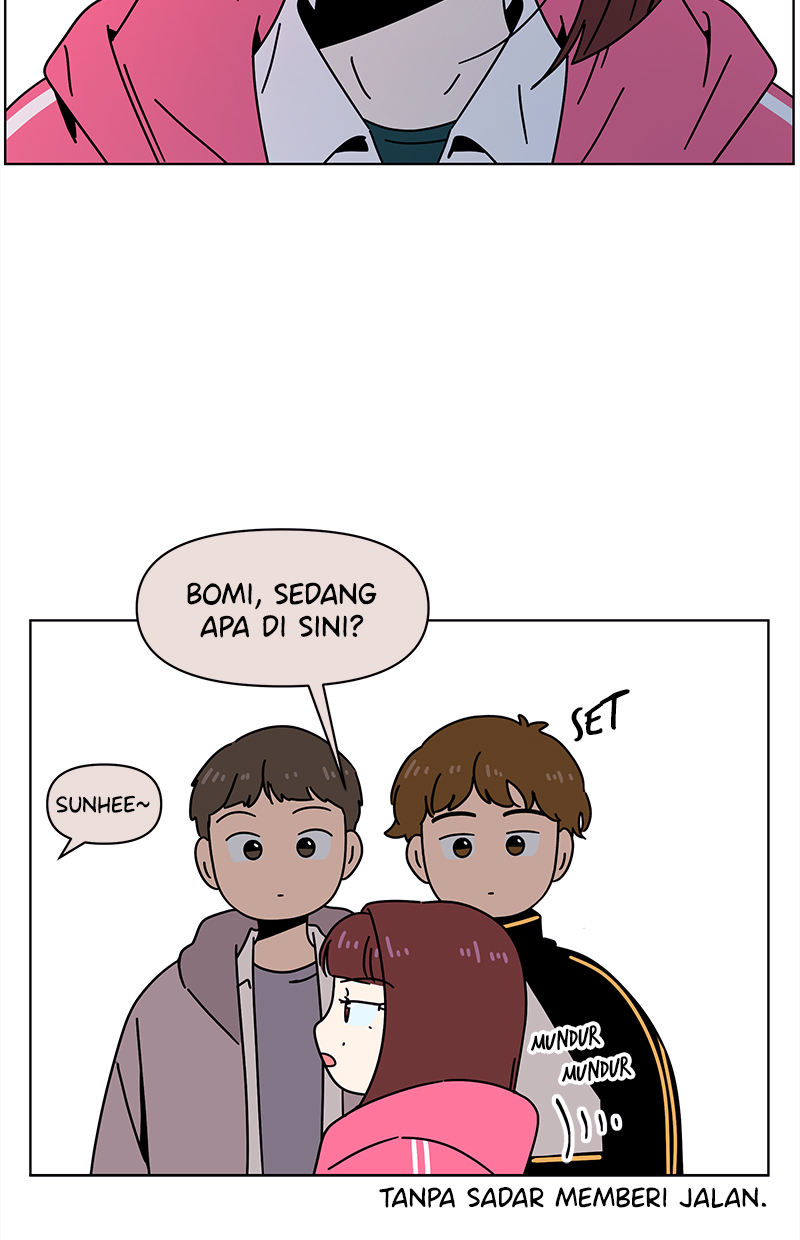 BOMI, SEDANG
APA DI SINI?
SET
SUNHEE~
MUNDUR
MUNDUR
TANPA SADAR MEMBERI JALAN.